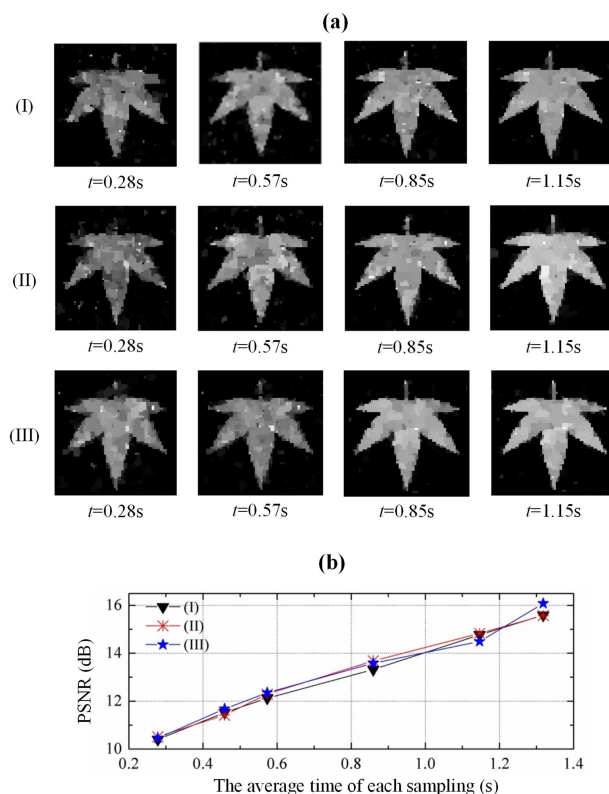 (a)
(I)
t=0.28s t=0.57s t=0.85s t=1.15s
(II)
t=0.28s t=0.57s t=0.85s t=1.15s
(III)
t=0.28s t=0.57s t=0.85s t=1.15s
(b)
16
14
12
10
PSNR (dB)
(I)
(II)
(III)
0.2 0.4 0.6 0.8 1.0 1.2 1.4
The average time of each sampling (s)